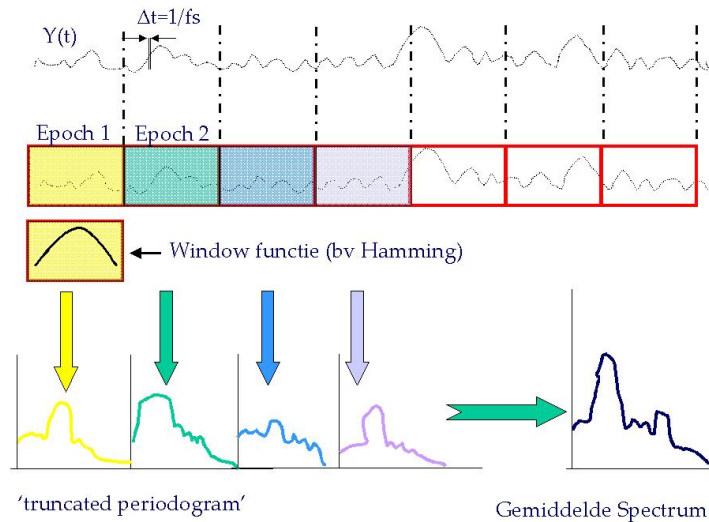 Δt=1/fs
Y(t)
Epoch 1
Epoch 2
Window functie (bv Hamming)
‘truncated periodogram’
Gemiddelde Spectrum